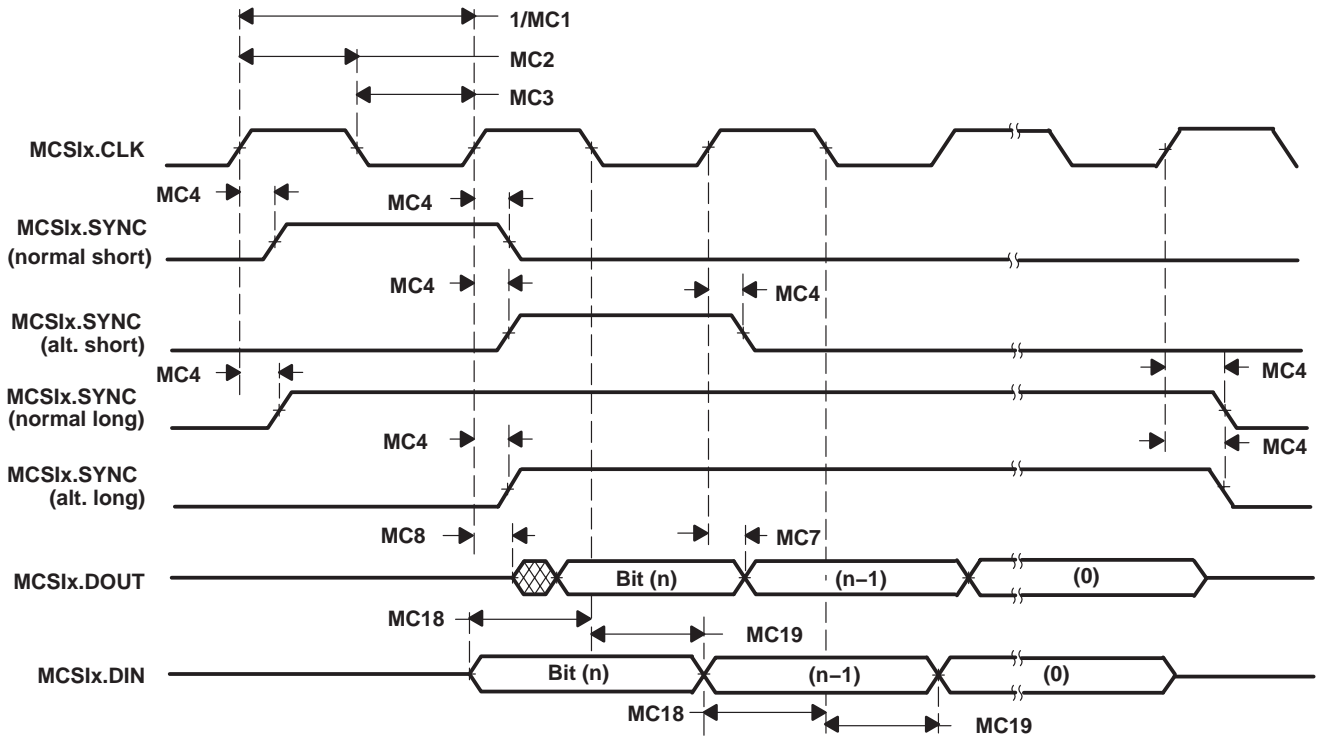 1/MC1
MC2
MC3
MCSIx.CLK
MC4
MC4
MCSIx.SYNC
(normal short)
MC4
MC4
MCSIx.SYNC
(alt. short)
MC4
MC4
MCSIx.SYNC
(normal long)
MC4
MC4
MCSIx.SYNC
(alt. long)
MC8
MC7
MCSIx.DOUT
Bit (n)
(n–1)
(0)
MC18
MC19
MCSIx.DIN
Bit (n)
(n–1)
(0)
MC18
MC19